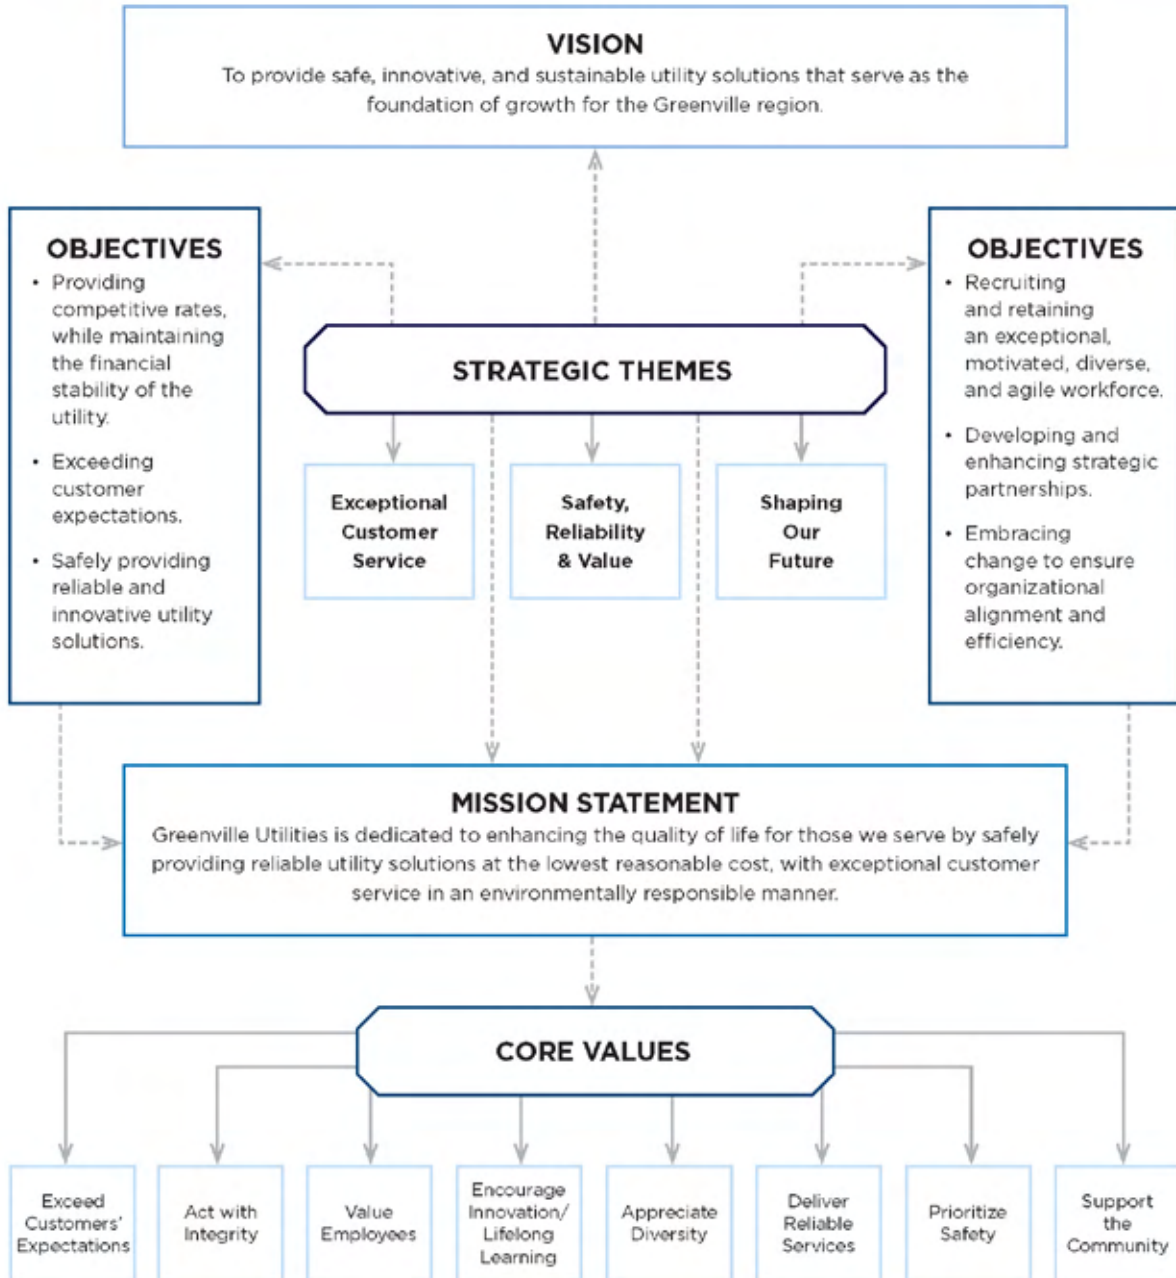 VISION
To provide safe, innovative, and sustainable utility solutions that serve as the
foundation of growth for the Greenville region.
OBJECTIVES
• Providing
competitive rates,
while maintaining
the financial
stability of the
utility.
• Exceeding
customer
expectations.
• Safely providing
reliable and
innovative utility
solutions.
STRATEGIC THEMES
Exceptional
Customer
Service
Safety,
Reliability
& Value
Shaping
Our
Future
OBJECTIVES
• Recruiting
and retaining
an exceptional,
motivated, diverse,
and agile workforce.
• Developing and
enhancing strategic
partnerships.
• Embracing
change to ensure
organizational
alignment and
efficiency.
MISSION STATEMENT
Greenville Utilities is dedicated to enhancing the quality of life for those we serve by safely
providing reliable utility solutions at the lowest reasonable cost, with exceptional customer
service in an environmentally responsible manner.
CORE VALUES
Exceed
Customers'
Expectations
Act with
Integrity
Value
Employees
Encourage
Innovation/
Lifelong
Learning
Appreciate
Diversity
Deliver
Reliable
Services
Prioritize
Safety
Support
the
Community